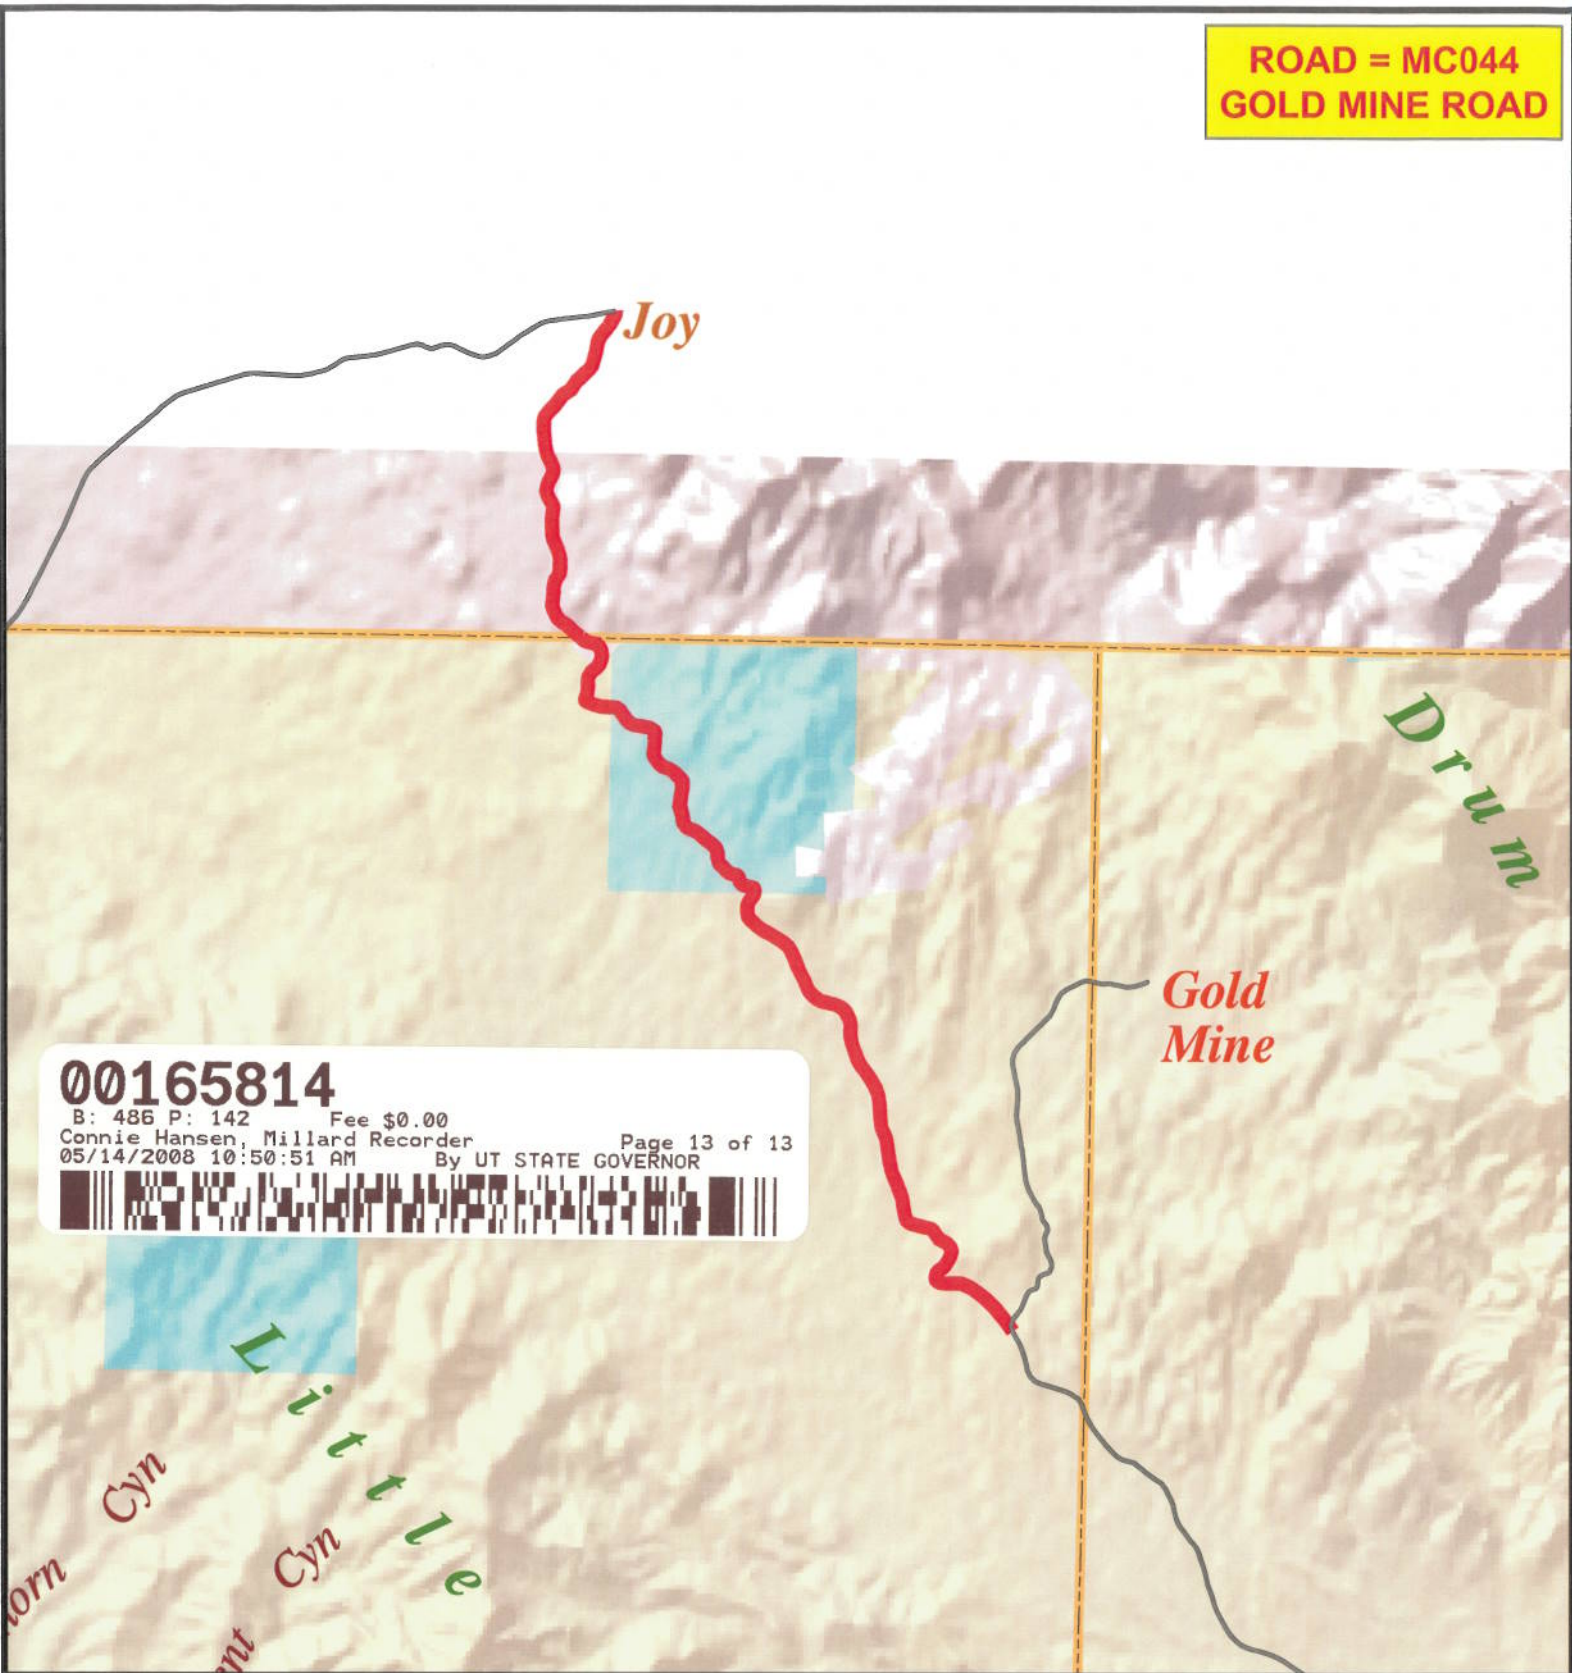 ROAD = MC044
GOLD MINE ROAD
Joy
Drum
Gold
Mine
00165814
B: 486 P: 142 Fee $0.00
Connie Hansen, Millard Recorder Page 13 of 13
05/14/2008 10:50:51 AM By UT STATE GOVERNOR
Little
Cyn
Cyn